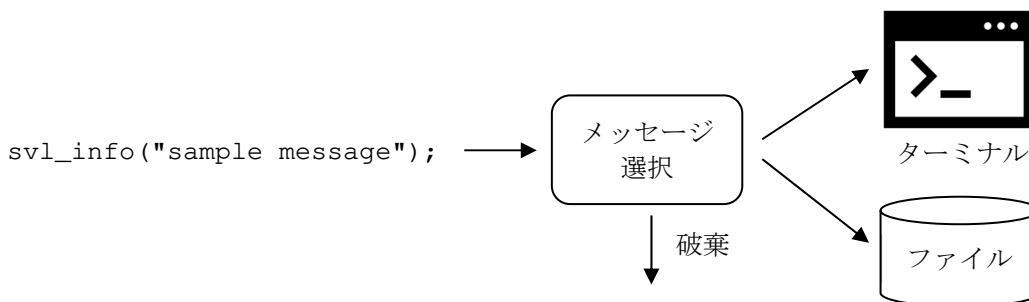 svl_info("sample message");
メッセージ
選択
破棄
>_
ターミナル
ファイル